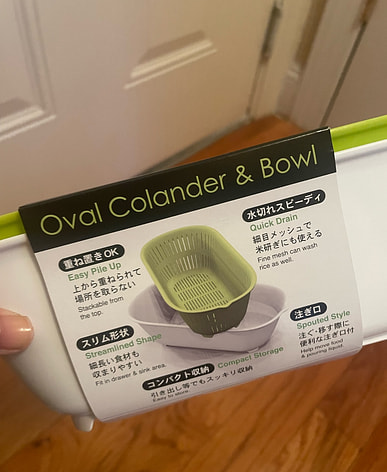 Oval Colander & Bowl
重ね置きOK
Easy Pile Up
上から重ねられて
場所を取らない
Stackable from
the top.
水切れスピーディ
Quick Drain
細目メッシュで
米研ぎにも使える
Fine mesh can wash
rice as well.
スリム形状
Streamlined Shape
細長い食材も
収まりやすい
Fit in drawer & sink area.
コンパクト収納
Compact Storage
引き出し等でもスッキリ収納
Easy to store.
注ぎ口
Spouted Style
注ぐ・移す際に
便利な注ぎ口付
Help move food
& pouring liquid.